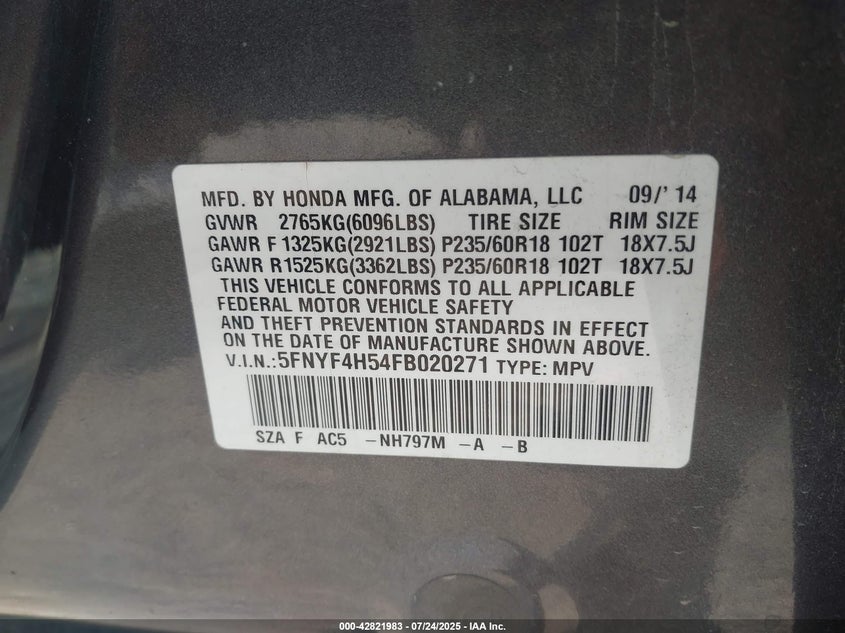 MFD. BY HONDA MFG. OF ALABAMA, LLC 09/' 14
GVWR 2765KG(6096LBS) TIRE SIZE RIM SIZE
GAWR F 1325KG(2921LBS) P235/60R18 102T 18X7.5J
GAWR R1525KG(3362LBS) P235/60R18 102T 18X7.5J
THIS VEHICLE CONFORMS TO ALL APPLICABLE
FEDERAL MOTOR VEHICLE SAFETY
AND THEFT PREVENTION STANDARDS IN EFFECT
ON THE DATE OF MANUFACTURE SHOWN ABOVE.
V.I.N.:5FNYF4H54FB020271 TYPE: MPV
SZA F AC5 -NH797M -A -B
000-42821983 / 07/24/2025 - IAA Inc.